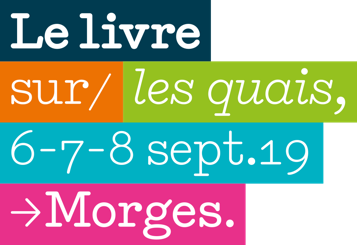 Le livre
sur/ les quais,
6-7-8 sept.19
→Morges.